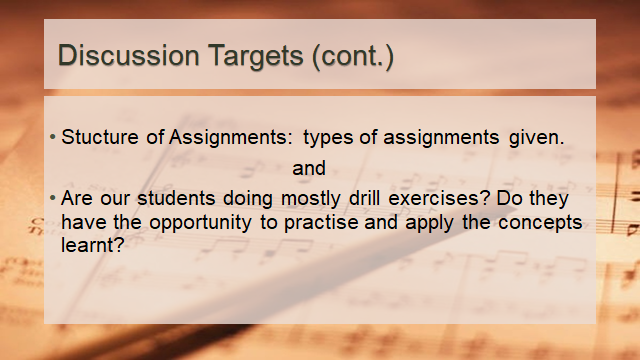 Discussion Targets (cont.)
• Stucture of Assignments: types of assignments given.
and
• Are our students doing mostly drill exercises? Do they
have the opportunity to practise and apply the concepts
learnt?